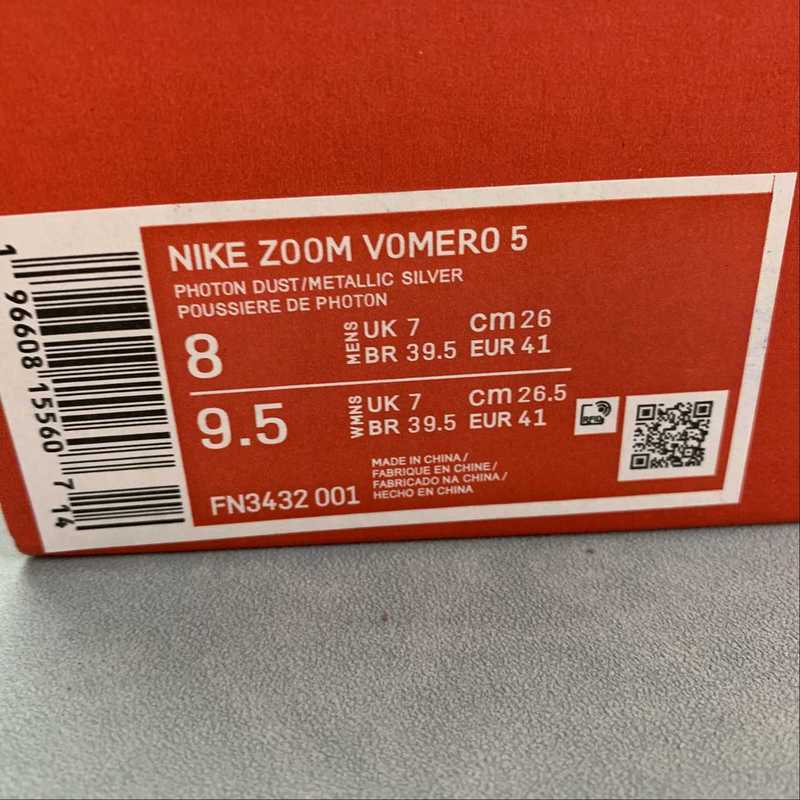 NIKE ZOOM VOMERO 5
PHOTON DUST/METALLIC SILVER
POUSSIERE DE PHOTON
8 MENS UK 7 cm 26
BR 39.5 EUR 41
9.5 WMNS UK 7 cm 26.5
BR 39.5 EUR 41
RFID
FN3432 001
MADE IN CHINA /
FABRIQUE EN CHINE /
FABRICADO NA CHINA /
HECHO EN CHINA
1 96608 15560 7 14